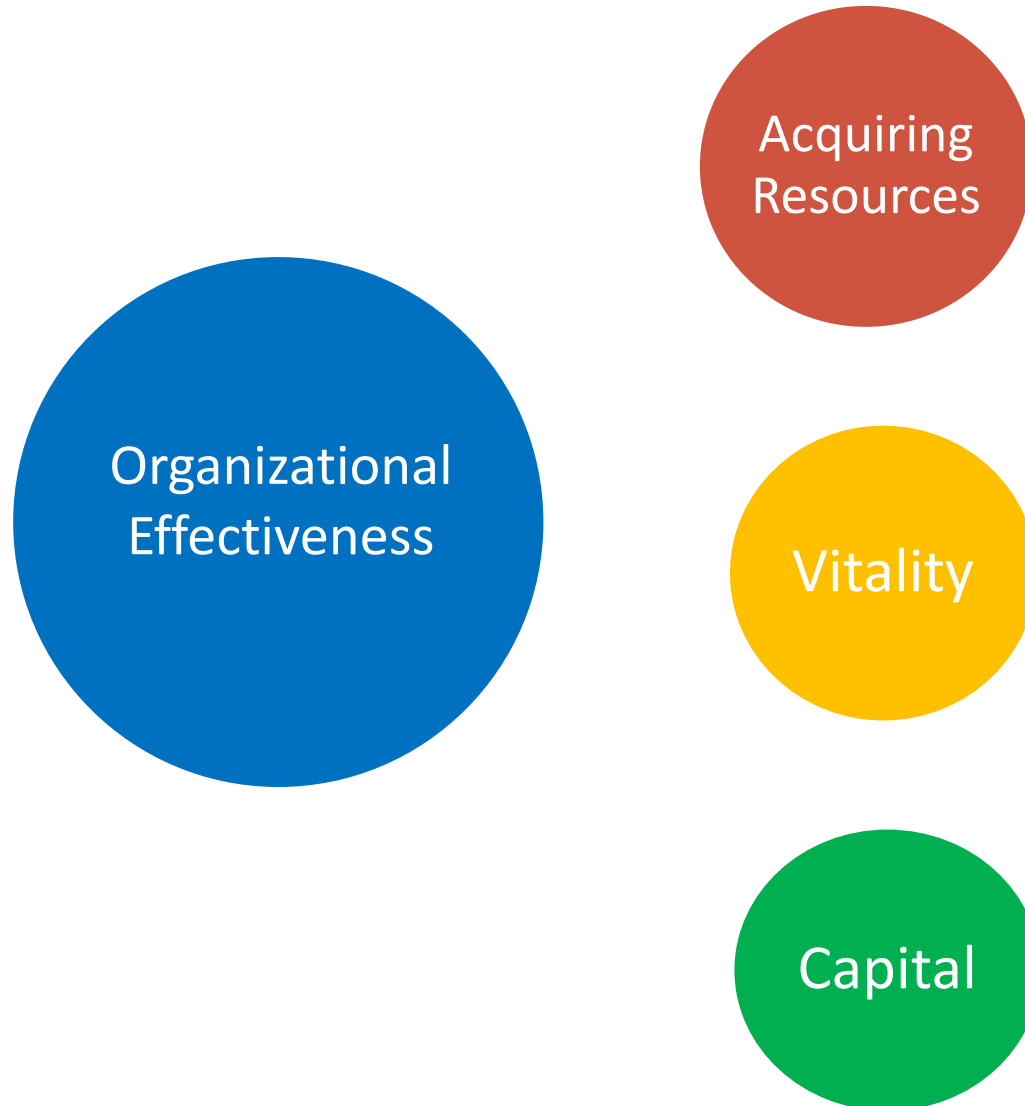 Acquiring
Resources
Organizational
Effectiveness
Vitality
Capital